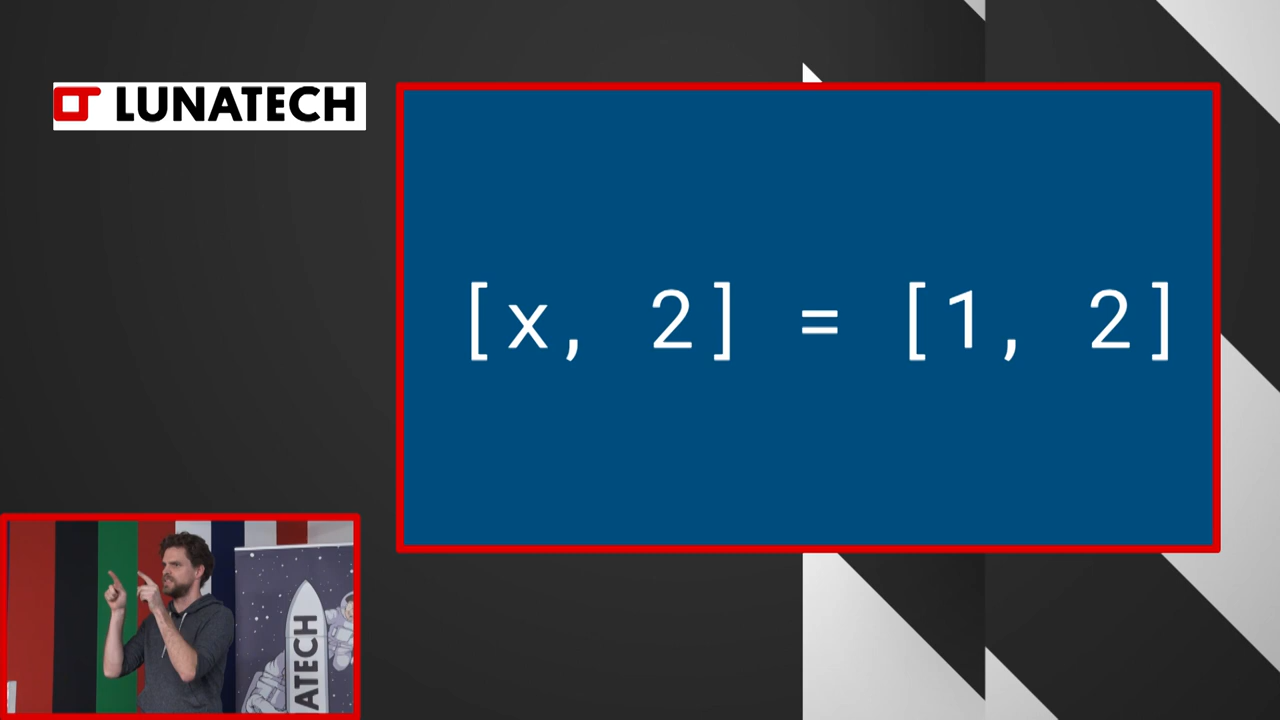 LUNATECH
[x, 2] = [1, 2]
ATECH